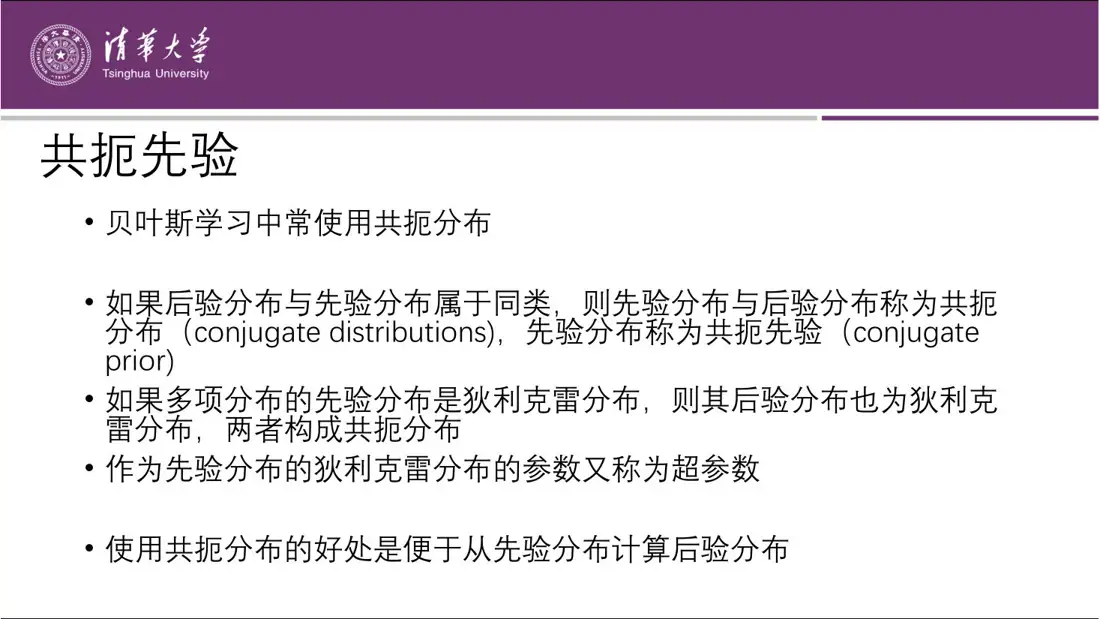 清华大学
Tsinghua University
共扼先验
• 贝叶斯学习中常使用共扼分布
• 如果后验分布与先验分布属于同类，则先验分布与后验分布称为共扼
分布（conjugate distributions)，先验分布称为共扼先验（conjugate
prior)
• 如果多项分布的先验分布是狄利克雷分布，则其后验分布也为狄利克
雷分布，两者构成共扼分布
• 作为先验分布的狄利克雷分布的参数又称为超参数
• 使用共扼分布的好处是便于从先验分布计算后验分布